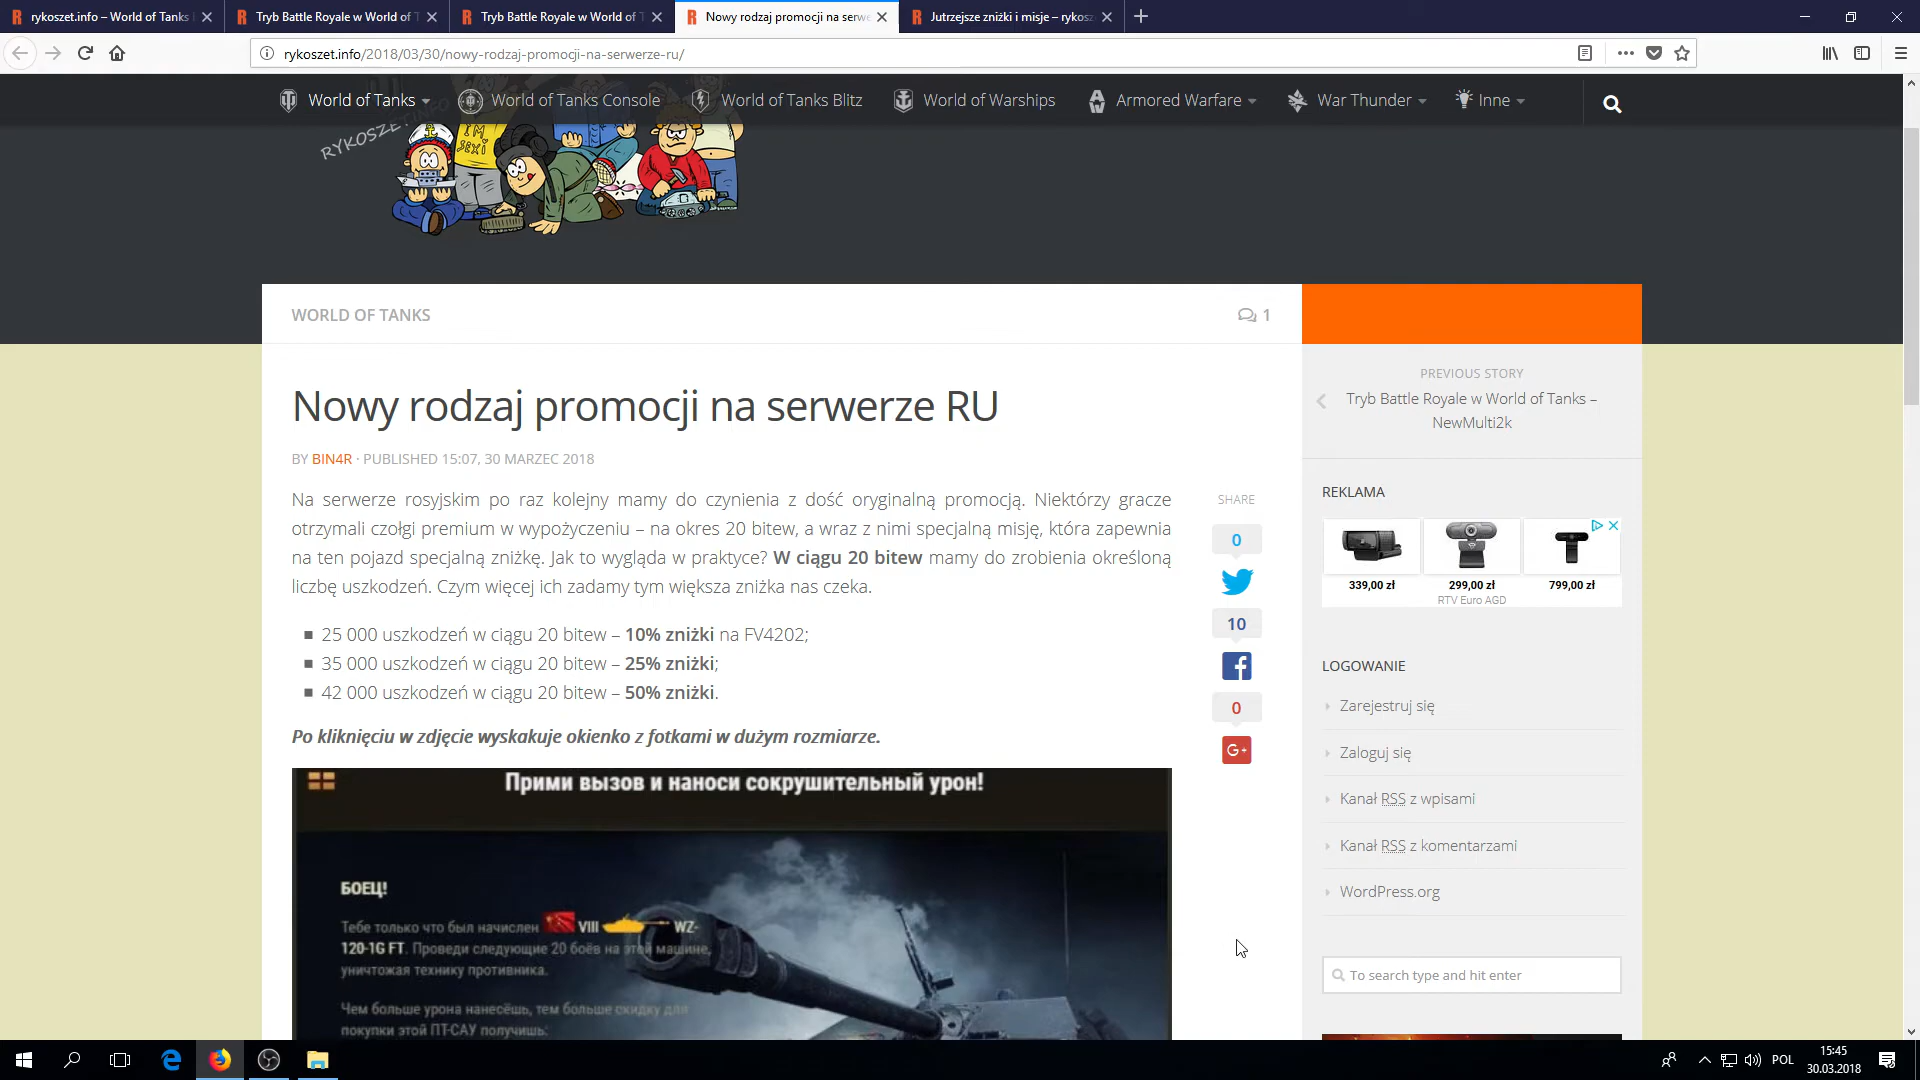 rykoszet.info – World of Tanks
Tryb Battle Royale w World of T
Tryb Battle Royale w World of T
Nowy rodzaj promocji na serwe
Jutrzejsze zniżki i misje – rykosz
rykoszet.info/2018/03/30/nowy-rodzaj-promocji-na-serwerze-ru/
World of Tanks
World of Tanks Console
World of Tanks Blitz
World of Warships
Armored Warfare
War Thunder
Inne
RYKOSZET.INFO
I'M
SEXI
WORLD OF TANKS
1
Nowy rodzaj promocji na serwerze RU
BY BIN4R · PUBLISHED 15:07, 30 MARZEC 2018
Na serwerze rosyjskim po raz kolejny mamy do czynienia z dość oryginalną promocją. Niektórzy gracze
otrzymali czołgi premium w wypożyczeniu – na okres 20 bitew, a wraz z nimi specjalną misję, która zapewnia
na ten pojazd specjalną zniżkę. Jak to wygląda w praktyce? W ciągu 20 bitew mamy do zrobienia określoną
liczbę uszkodzeń. Czym więcej ich zadamy tym większa zniżka nas czeka.
25 000 uszkodzeń w ciągu 20 bitew – 10% zniżki na FV4202;
35 000 uszkodzeń w ciągu 20 bitew – 25% zniżki;
42 000 uszkodzeń w ciągu 20 bitew – 50% zniżki.
Po kliknięciu w zdjęcie wyskakuje okienko z fotkami w dużym rozmiarze.
Прими вызов и наноси сокрушительный урон!
БОЕЦ!
Тебе только что был начислен VIII WZ-
120-1G FT. Проведи следующие 20 боёв на этой машине,
уничтожая технику противника.
Чем больше урона нанесёшь, тем больше скидку для
покупки этой ПТ-САУ получишь:
SHARE
0
10
0
G+
PREVIOUS STORY
Tryb Battle Royale w World of Tanks –
NewMulti2k
REKLAMA
339,00 zł
299,00 zł
799,00 zł
RTV Euro AGD
LOGOWANIE
Zarejestruj się
Zaloguj się
Kanał RSS z wpisami
Kanał RSS z komentarzami
WordPress.org
To search type and hit enter
POL
15:45
30.03.2018